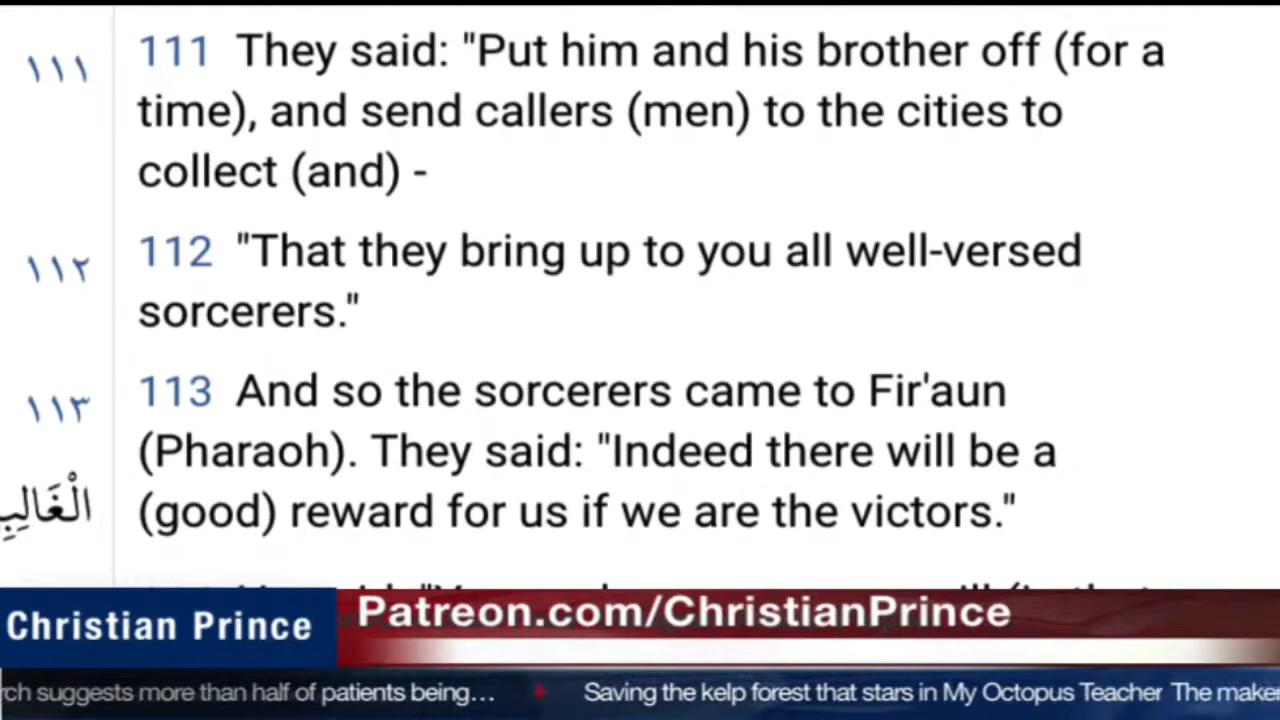 ١١١
111 They said: "Put him and his brother off (for a
time), and send callers (men) to the cities to
collect (and) -
١١٢
112 "That they bring up to you all well-versed
sorcerers."
١١٣
113 And so the sorcerers came to Fir'aun
(Pharaoh). They said: "Indeed there will be a
(good) reward for us if we are the victors."
Christian Prince
Patreon.com/ChristianPrince
rch suggests more than half of patients being... Saving the kelp forest that stars in My Octopus Teacher The make